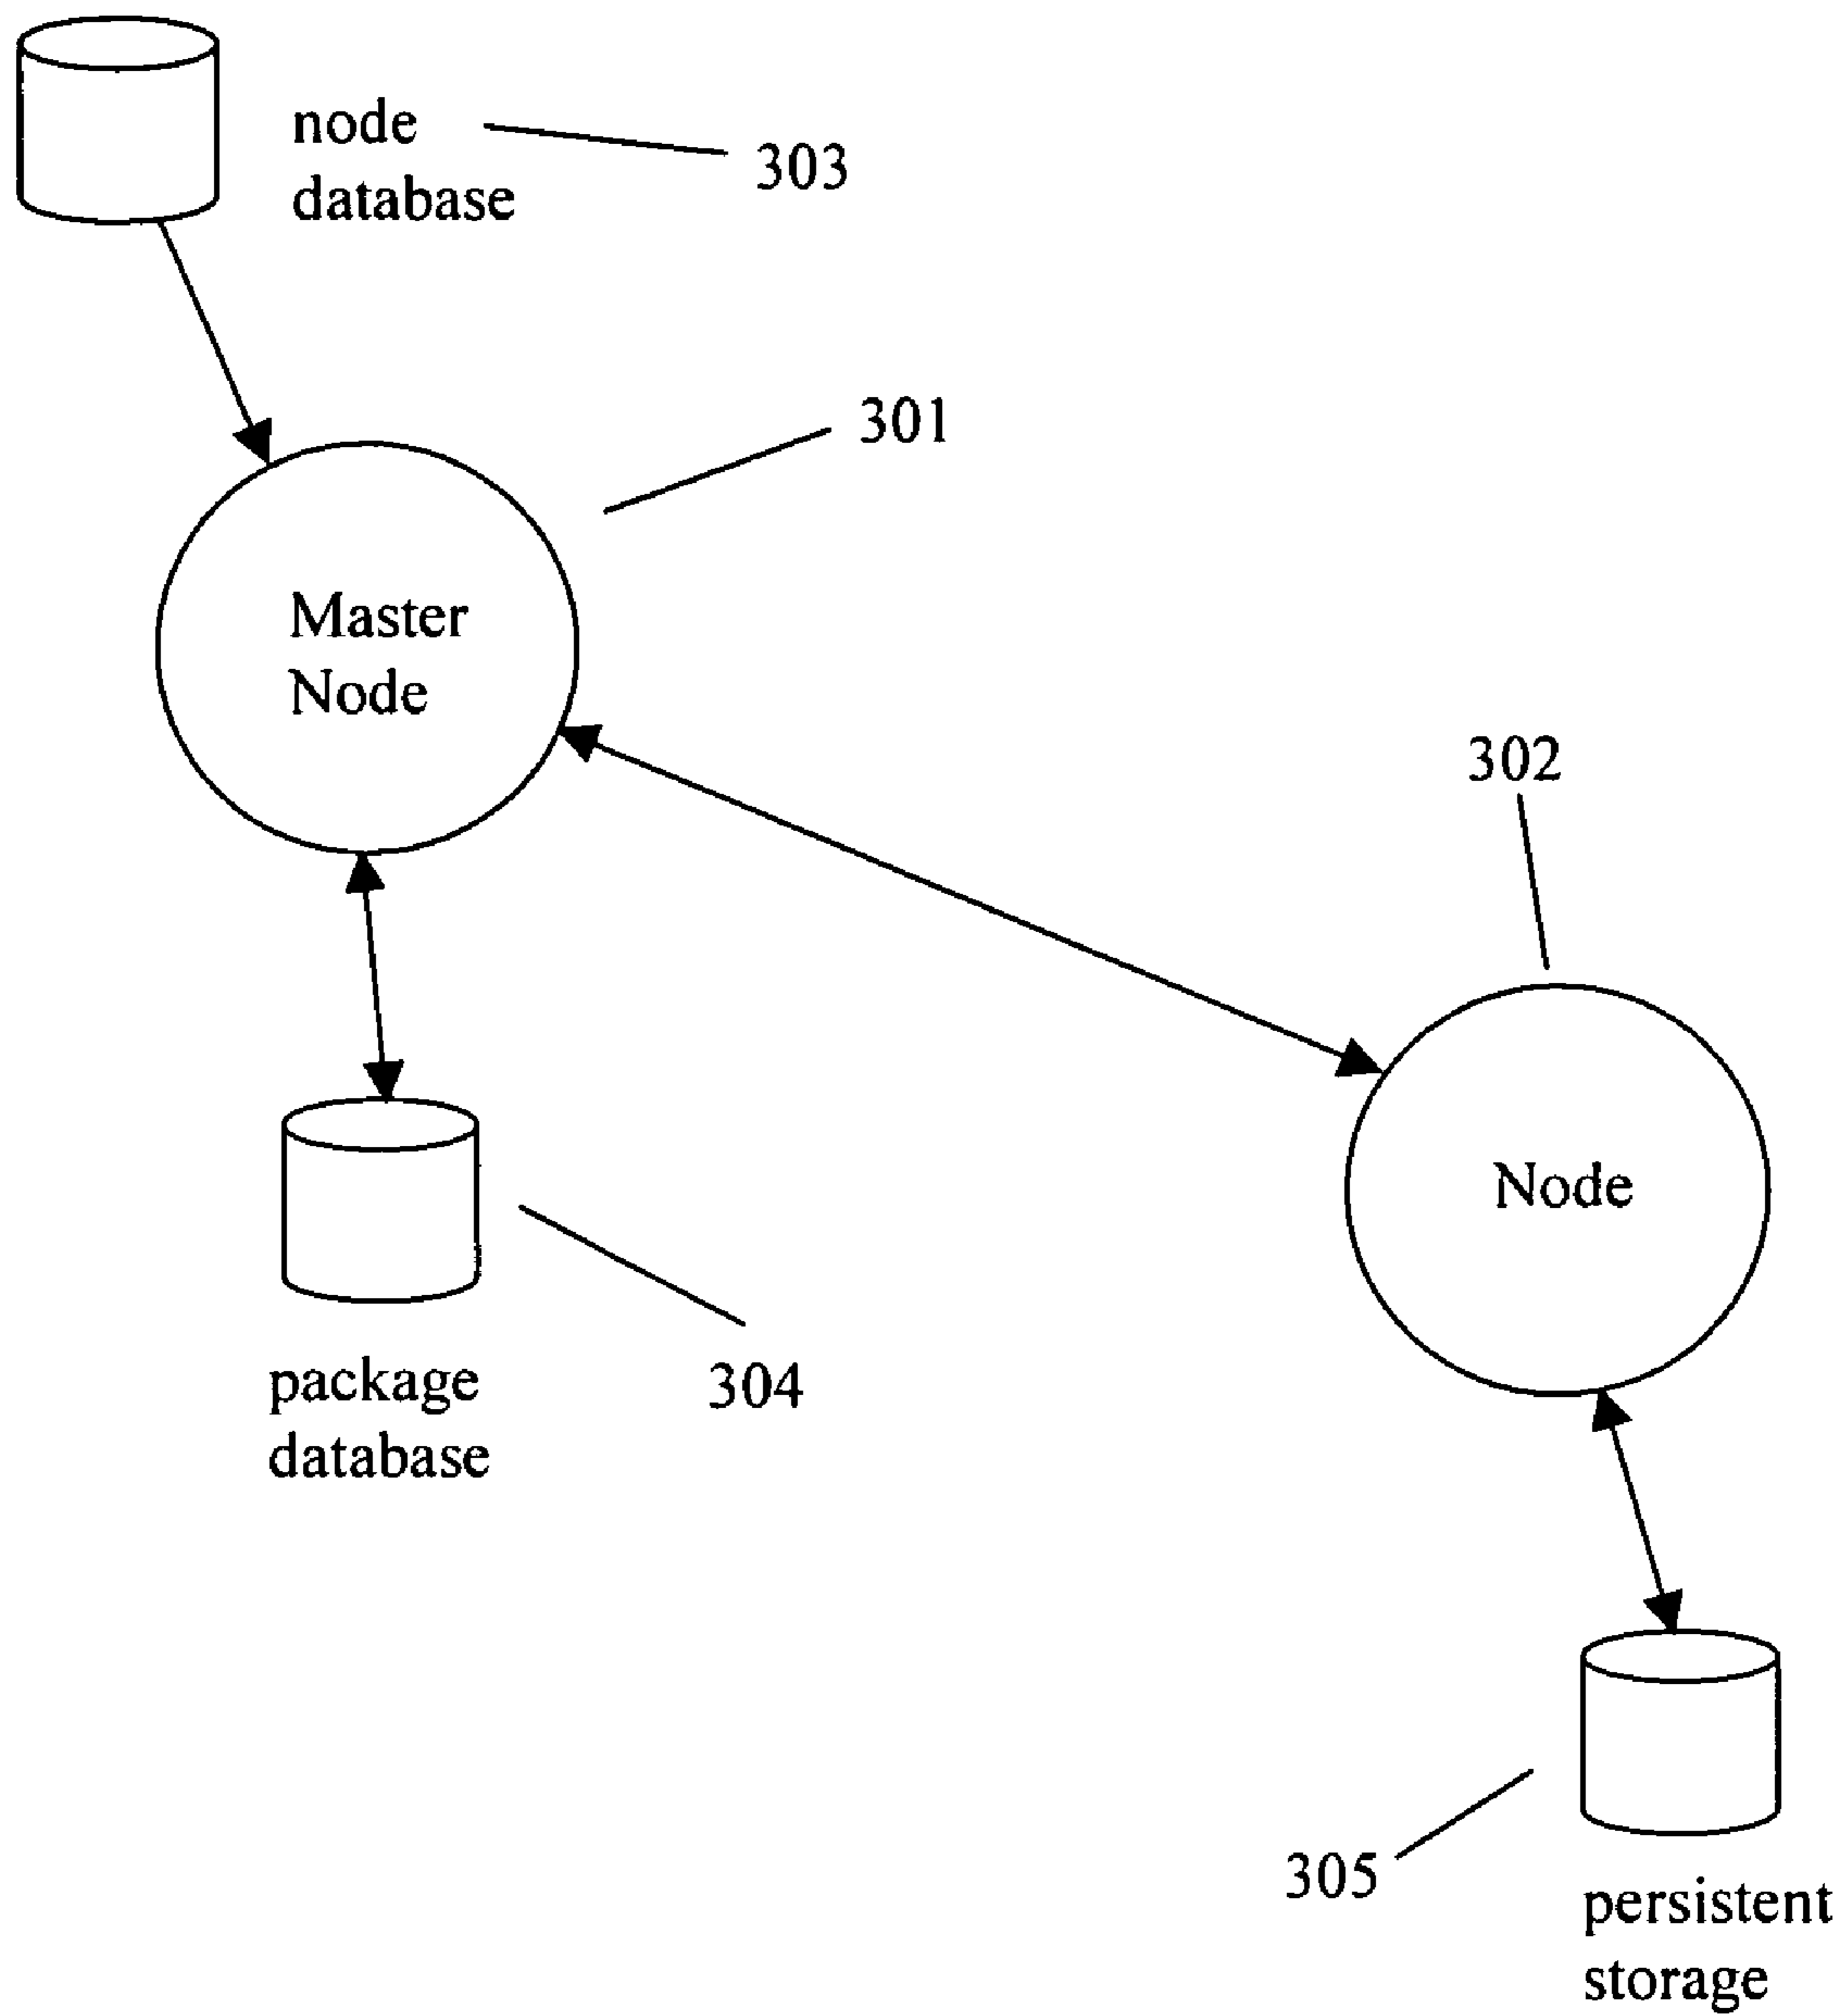 node
database
303
301
Master
Node
302
Node
package
database
304
305
persistent
storage